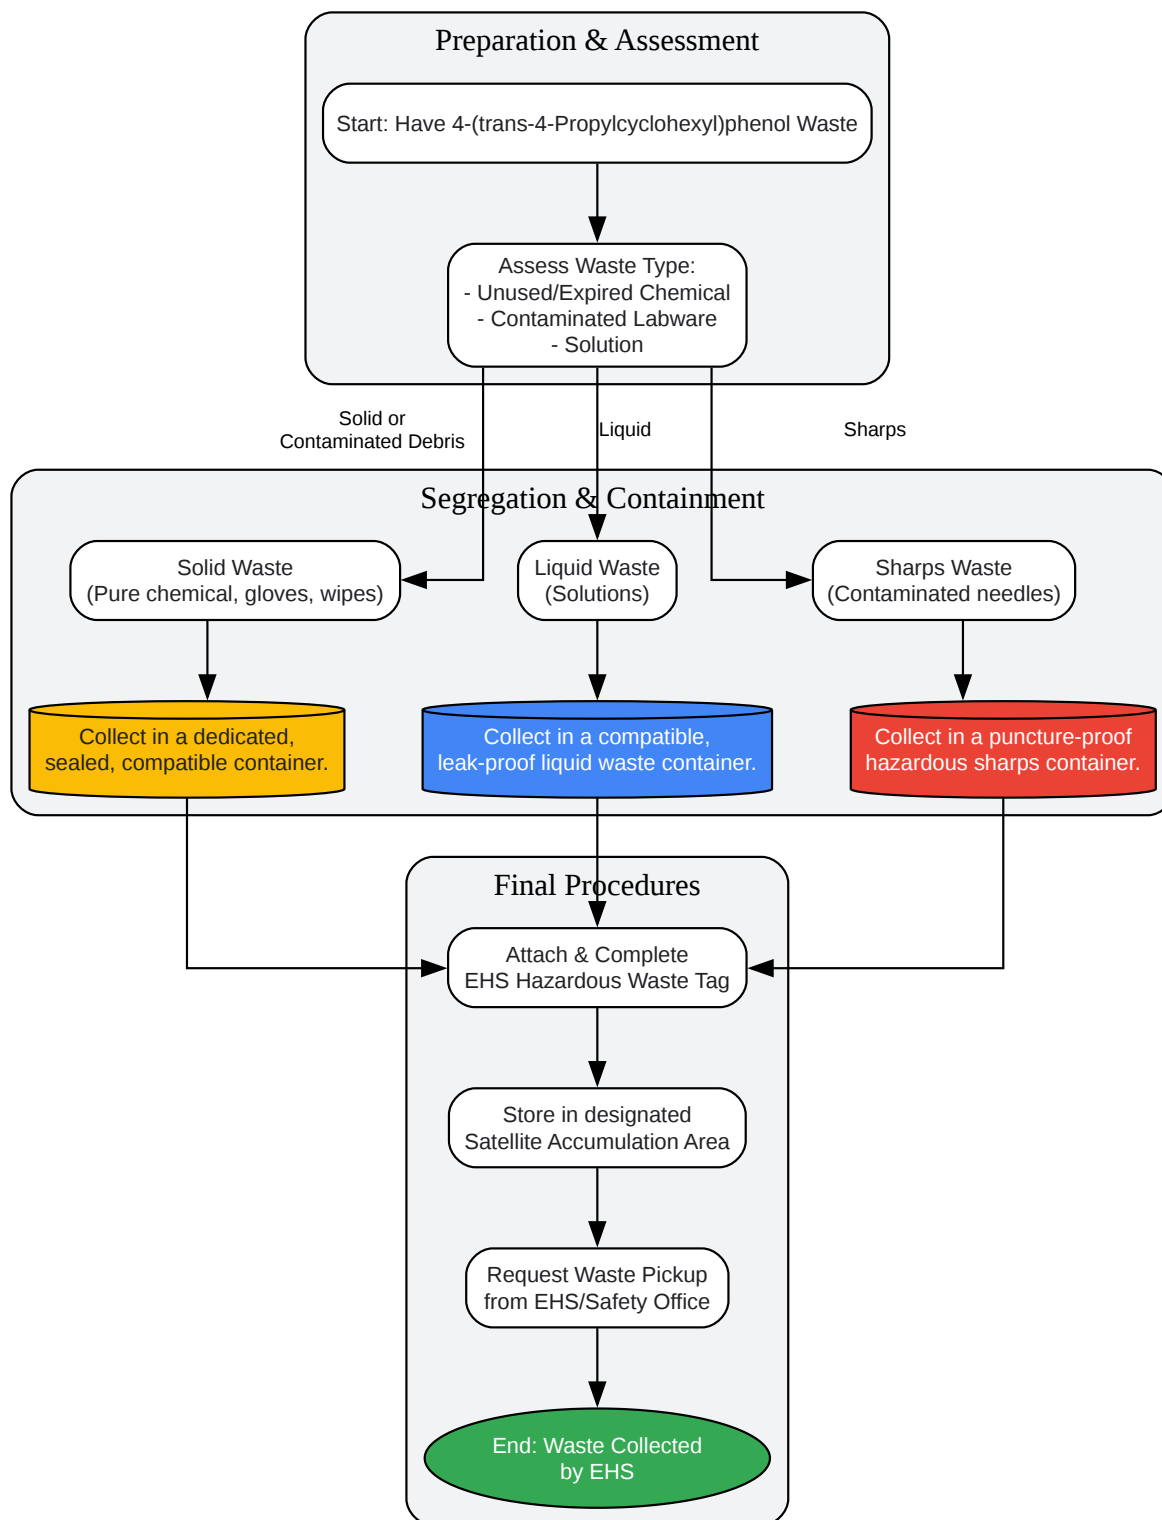 Preparation & Assessment
Start: Have 4-(trans-4-Propylcyclohexyl)phenol Waste
Assess Waste Type:
- Unused/Expired Chemical
- Contaminated Labware
- Solution
Solid or
Contaminated Debris
Liquid
Sharps
Segregation & Containment
Solid Waste
(Pure chemical, gloves, wipes)
Liquid Waste
(Solutions)
Sharps Waste
(Contaminated needles)
Collect in a dedicated,
sealed, compatible container.
Collect in a compatible,
leak-proof liquid waste container.
Collect in a puncture-proof
hazardous sharps container.
Final Procedures
Attach & Complete
EHS Hazardous Waste Tag
Store in designated
Satellite Accumulation Area
Request Waste Pickup
from EHS/Safety Office
End: Waste Collected
by EHS